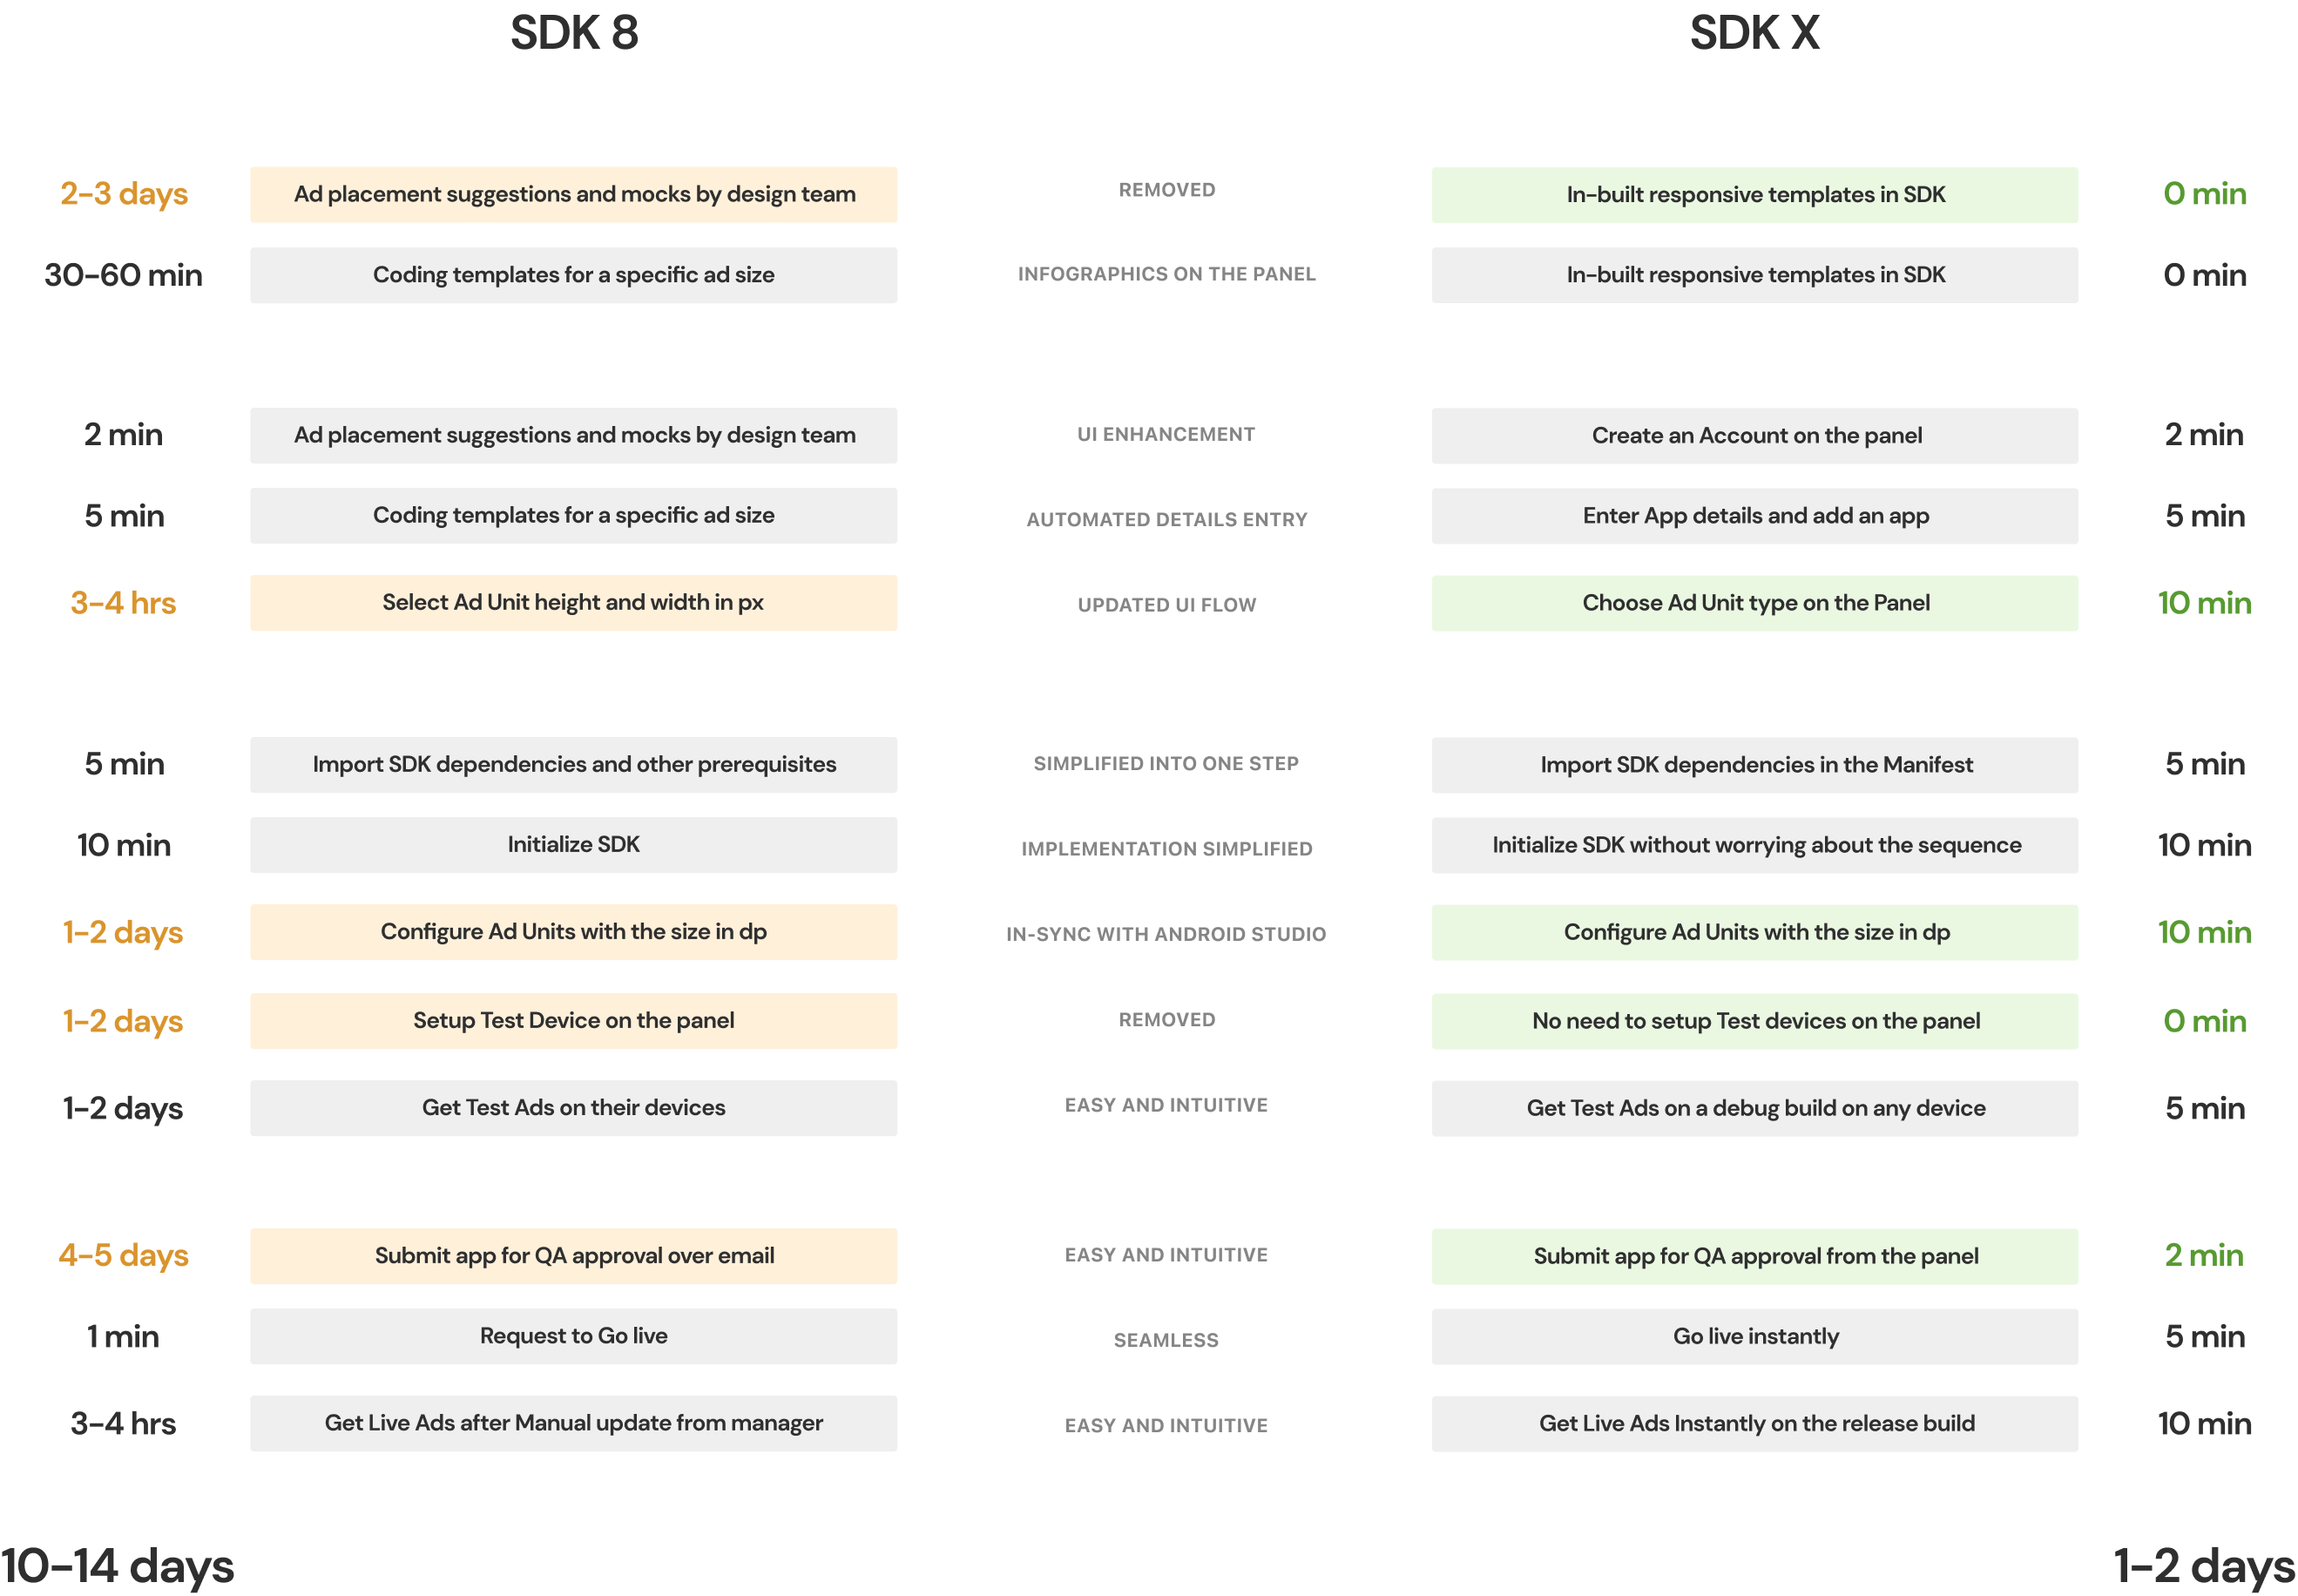 SDK 8
SDK X
2-3 days
Ad placement suggestions and mocks by design team
REMOVED
In-built responsive templates in SDK
0 min
30-60 min
Coding templates for a specific ad size
INFOGRAPHICS ON THE PANEL
In-built responsive templates in SDK
0 min
2 min
Ad placement suggestions and mocks by design team
UI ENHANCEMENT
Create an Account on the panel
2 min
5 min
Coding templates for a specific ad size
AUTOMATED DETAILS ENTRY
Enter App details and add an app
5 min
3-4 hrs
Select Ad Unit height and width in px
UPDATED UI FLOW
Choose Ad Unit type on the Panel
10 min
5 min
Import SDK dependencies and other prerequisites
SIMPLIFIED INTO ONE STEP
Import SDK dependencies in the Manifest
5 min
10 min
Initialize SDK
IMPLEMENTATION SIMPLIFIED
Initialize SDK without worrying about the sequence
10 min
1-2 days
Configure Ad Units with the size in dp
IN-SYNC WITH ANDROID STUDIO
Configure Ad Units with the size in dp
10 min
1-2 days
Setup Test Device on the panel
REMOVED
No need to setup Test devices on the panel
0 min
1-2 days
Get Test Ads on their devices
EASY AND INTUITIVE
Get Test Ads on a debug build on any device
5 min
4-5 days
Submit app for QA approval over email
EASY AND INTUITIVE
Submit app for QA approval from the panel
2 min
1 min
Request to Go live
SEAMLESS
Go live instantly
5 min
3-4 hrs
Get Live Ads after Manual update from manager
EASY AND INTUITIVE
Get Live Ads Instantly on the release build
10 min
10-14 days
1-2 days